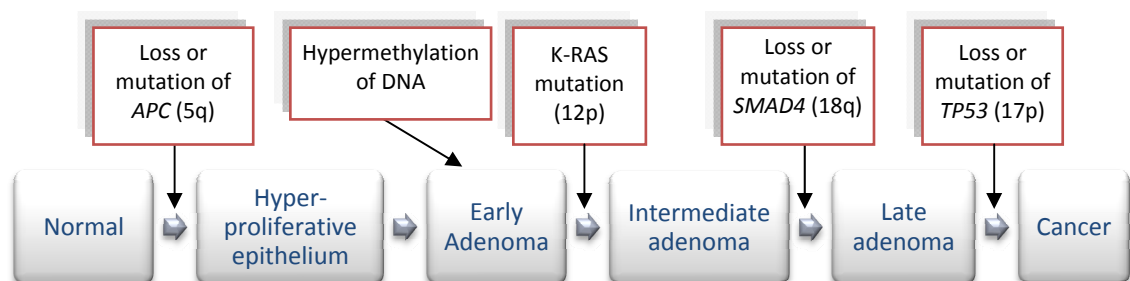 Loss or
mutation of
APC (5q)
Hypermethylation
of DNA
K-RAS
mutation
(12p)
Loss or
mutation of
SMAD4 (18q)
Loss or
mutation of
TP53 (17p)
Normal
Hyper-
proliferative
epithelium
Early
Adenoma
Intermediate
adenoma
Late
adenoma
Cancer